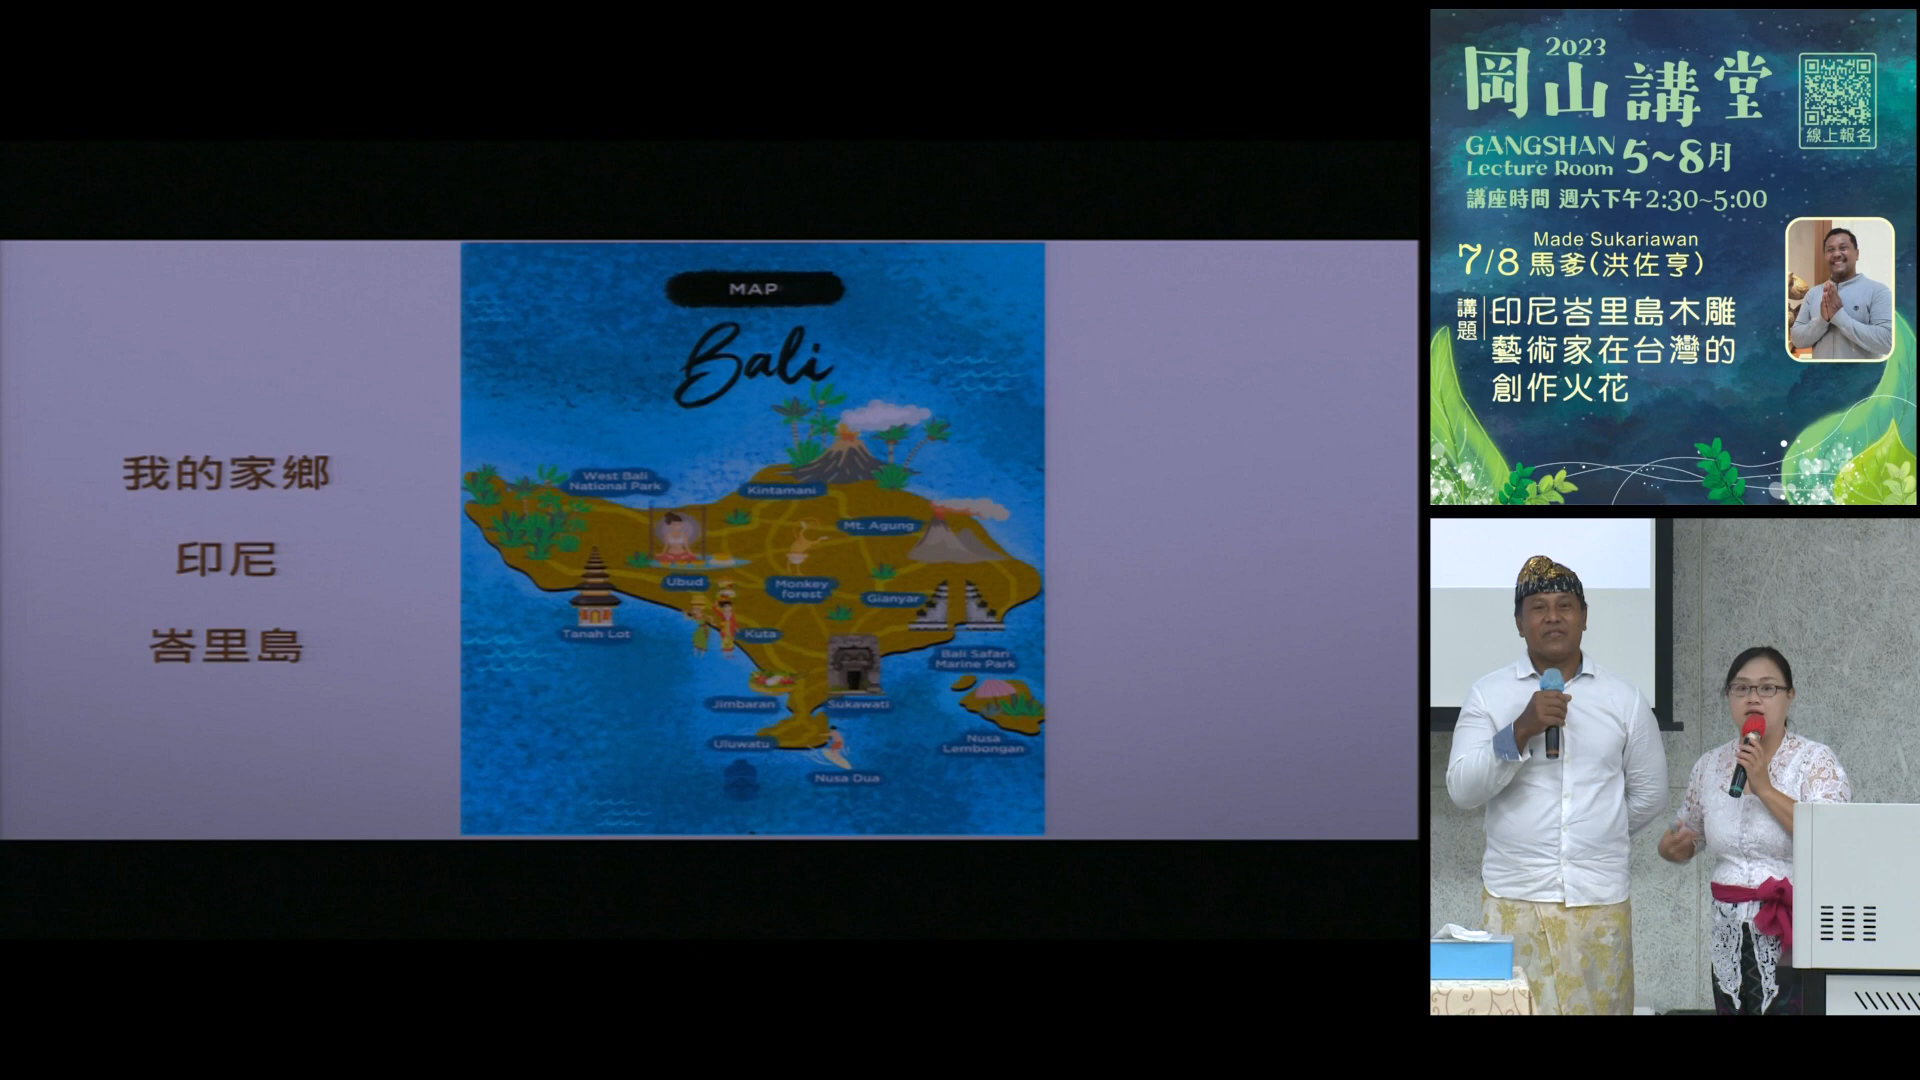 我的家鄉
印尼
峇里島
MAP
Bali
West Bali
National Park
Kintamani
Mt. Agung
Ubud
Monkey
forest
Gianyar
Tanah Lot
Kuta
Bali Safari
Marine Park
Jimbaran
Sukawati
Uluwatu
Nusa
Lembongan
Nusa Dua
2023
岡山講堂
線上報名
GANGSHAN
Lecture Room
5~8月
講座時間 週六下午2:30~5:00
Made Sukariawan
7/8 馬爹(洪佐亨)
講題
印尼峇里島木雕
藝術家在台灣的
創作火花